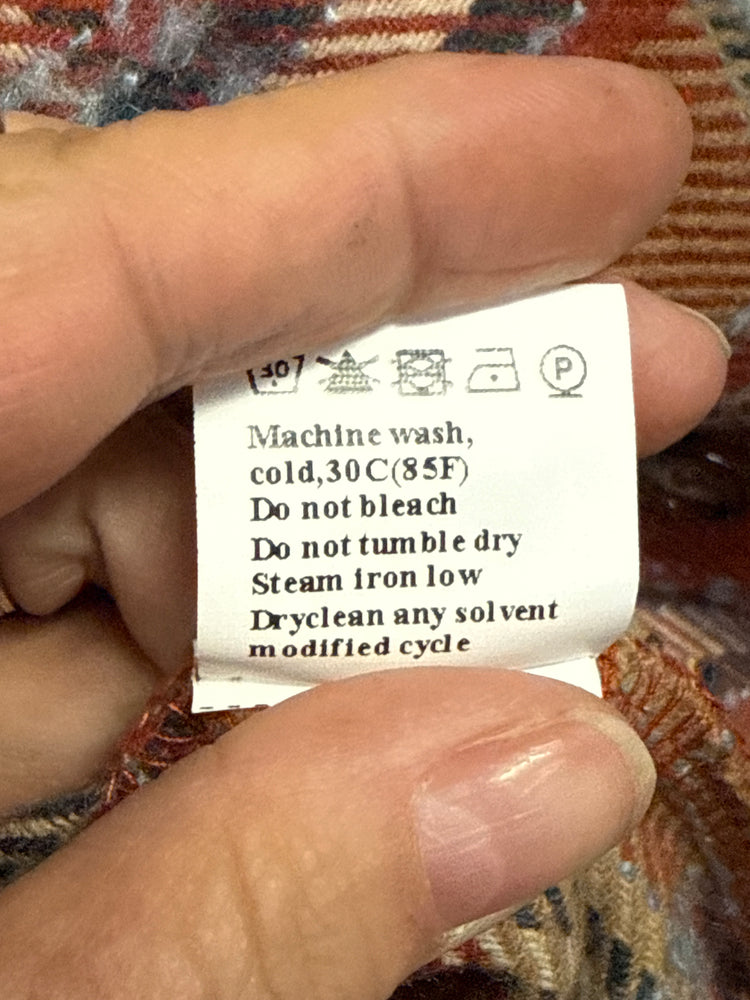 30
P
Machine wash,
cold,30C(85F)
Do not bleach
Do not tumble dry
Steam iron low
Dryclean any solvent
modified cycle